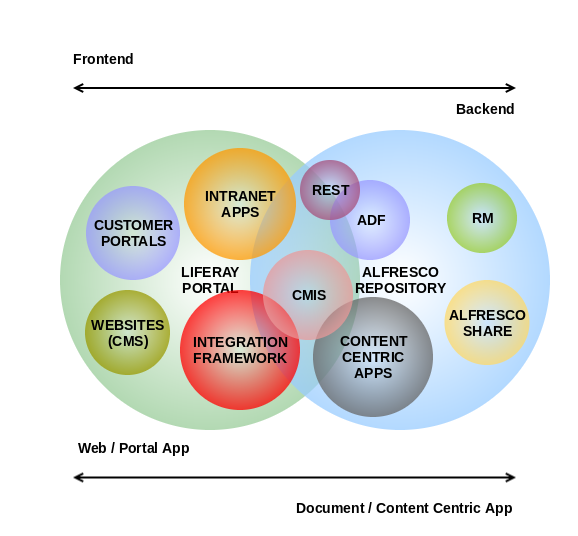 Frontend
Backend
INTRANET
APPS
REST
CUSTOMER
PORTALS
ADF
RM
LIFERAY
PORTAL
ALFRESCO
REPOSITORY
CMIS
WEBSITES
(CMS)
INTEGRATION
FRAMEWORK
CONTENT
CENTRIC
APPS
ALFRESCO
SHARE
Web / Portal App
Document / Content Centric App